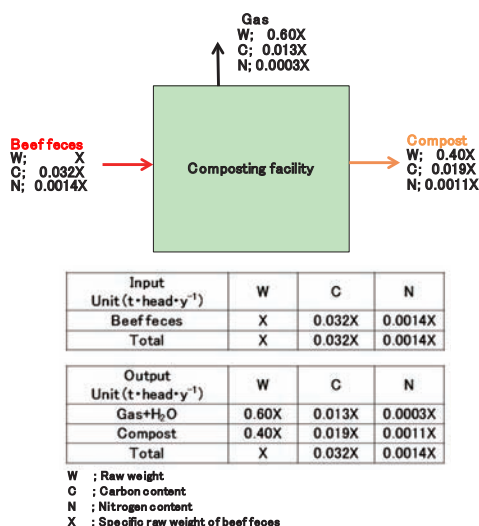 Gas
W; 0.60X
C; 0.013X
N; 0.0003X
Beef feces
W; X
C; 0.032X
N; 0.0014X
Composting facility
Compost
W; 0.40X
C; 0.019X
N; 0.0011X
Input
Unit(t・head・y⁻¹) W C N
Beef feces X 0.032X 0.0014X
Total X 0.032X 0.0014X
Output
Unit(t・head・y⁻¹) W C N
Gas+H₂O 0.60X 0.013X 0.0003X
Compost 0.40X 0.019X 0.0011X
Total X 0.032X 0.0014X
W ; Raw weight
C ; Carbon content
N ; Nitrogen content
X ; Specific raw weight of beef feces